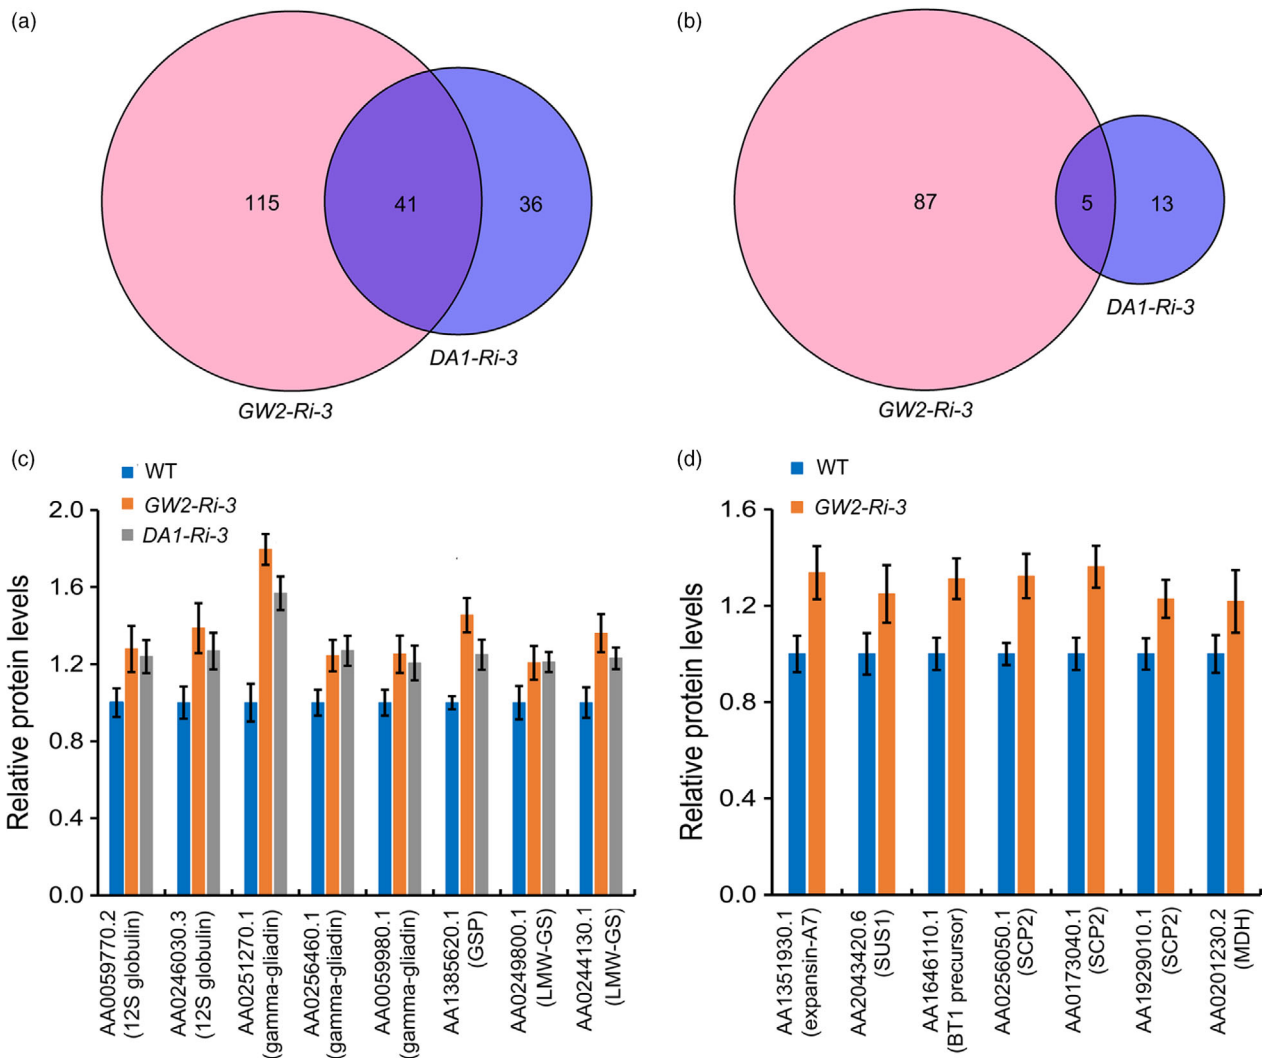 (a)
115
41
36
DA1-Ri-3
GW2-Ri-3
(b)
87
5
13
DA1-Ri-3
GW2-Ri-3
(c)
WT
GW2-Ri-3
DA1-Ri-3
Relative protein levels
2.0
1.6
1.2
0.8
0.4
0.0
AA0059770.2
(12S globulin)
AA0246030.3
(12S globulin)
AA0251270.1
(gamma-gliadin)
AA0256460.1
(gamma-gliadin)
AA0059980.1
(gamma-gliadin)
AA1385620.1
(GSP)
AA0249800.1
(LMW-GS)
AA0244130.1
(LMW-GS)
(d)
WT
GW2-Ri-3
Relative protein levels
1.6
1.2
0.8
0.4
0.0
AA1351930.1
(expansin-A7)
AA2043420.6
(SUS1)
AA1646110.1
(BT1 precursor)
AA0256050.1
(SCP2)
AA0173040.1
(SCP2)
AA1929010.1
(SCP2)
AA0201230.2
(MDH)